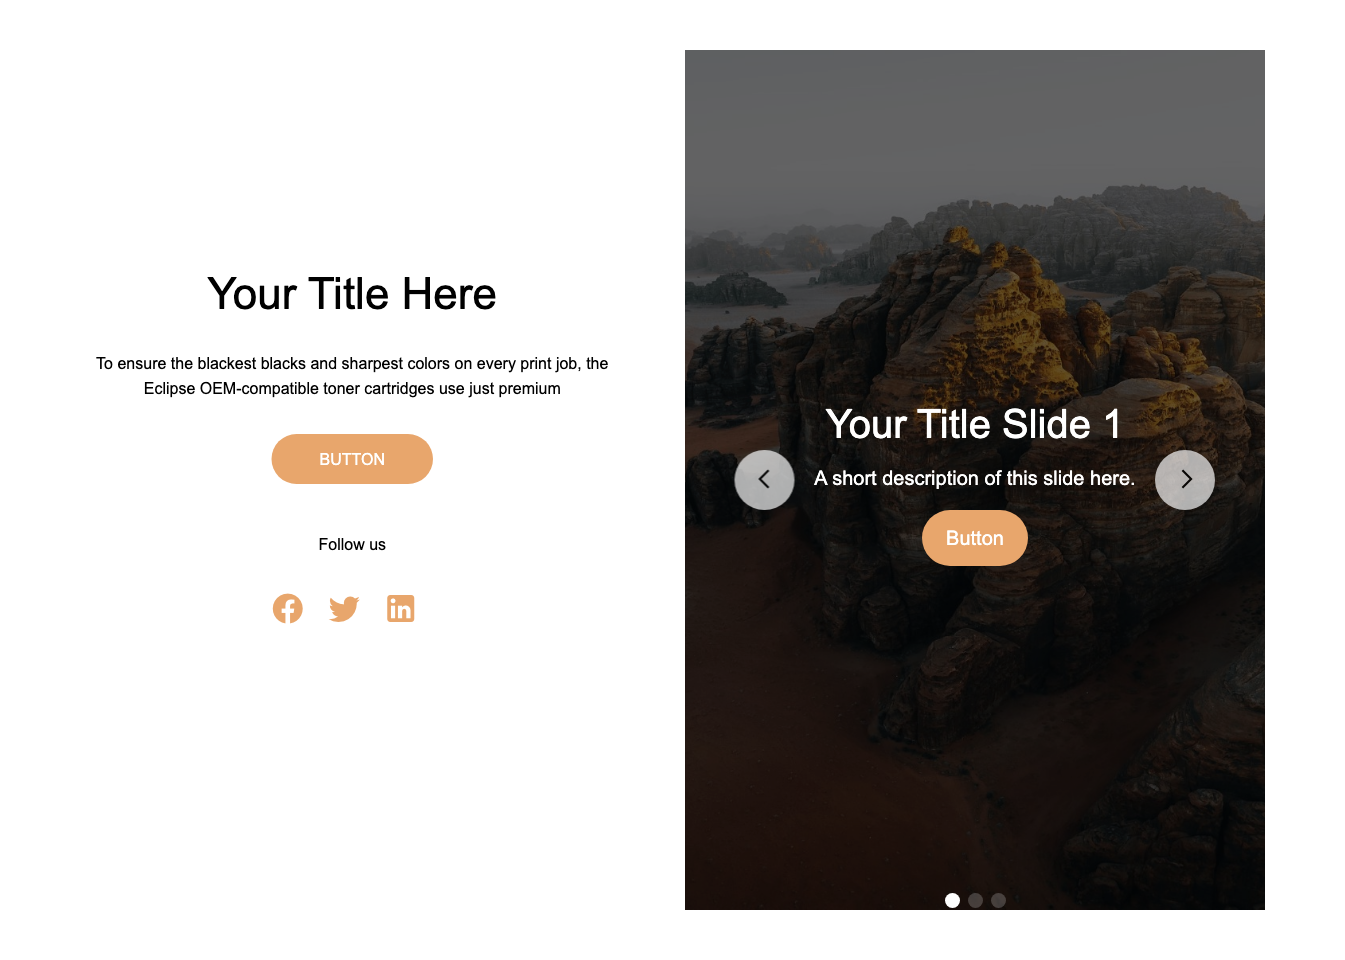 Your Title Here
To ensure the blackest blacks and sharpest colors on every print job, the
Eclipse OEM-compatible toner cartridges use just premium
BUTTON
Follow us
Your Title Slide 1
A short description of this slide here.
Button